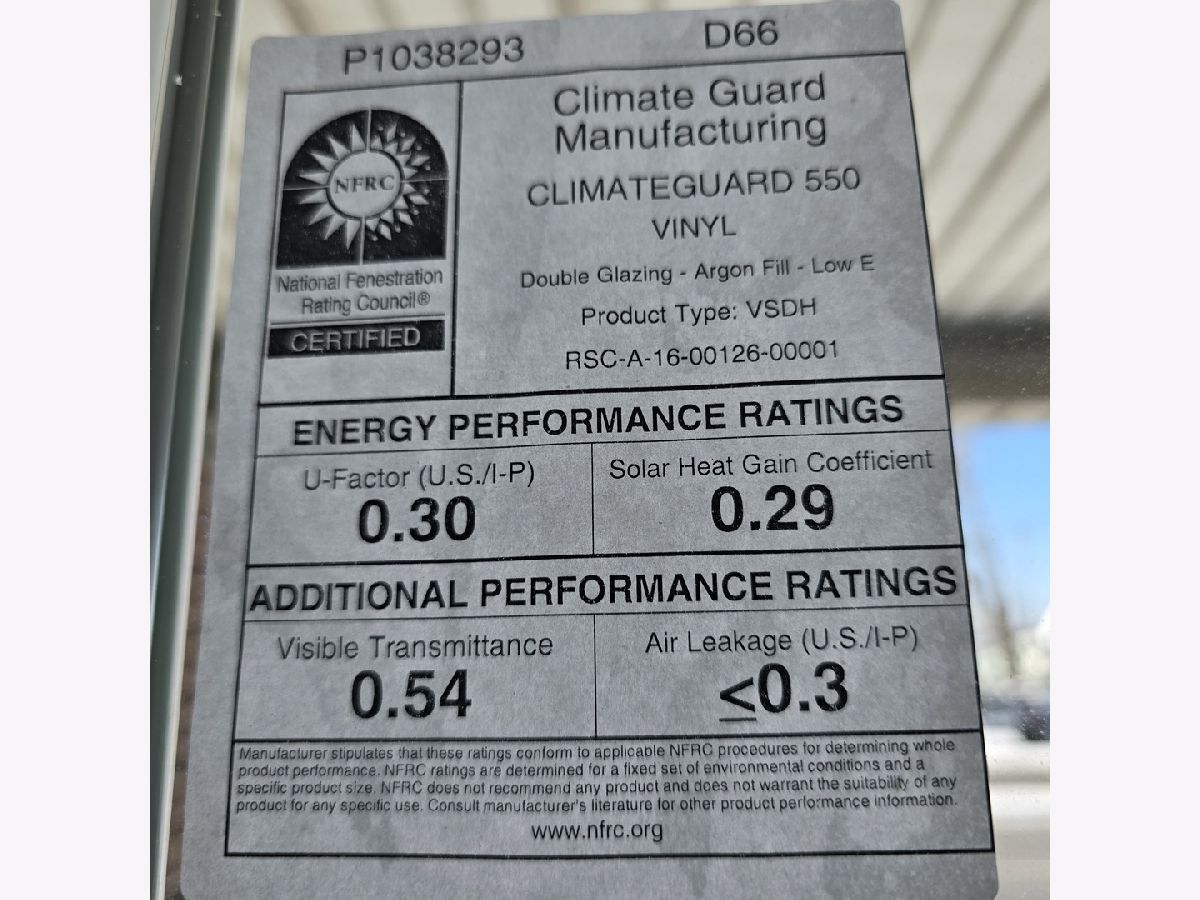 P1038293 D66
NFRC
National Fenestration
Rating Council®
CERTIFIED
Climate Guard
Manufacturing
CLIMATEGUARD 550
VINYL
Double Glazing - Argon Fill - Low E
Product Type: VSDH
RSC-A-16-00126-00001
ENERGY PERFORMANCE RATINGS
U-Factor (U.S./I-P)
0.30
Solar Heat Gain Coefficient
0.29
ADDITIONAL PERFORMANCE RATINGS
Visible Transmittance
0.54
Air Leakage (U.S./I-P)
≤0.3
Manufacturer stipulates that these ratings conform to applicable NFRC procedures for determining whole
product performance. NFRC ratings are determined for a fixed set of environmental conditions and a
specific product size. NFRC does not recommend any product and does not warrant the suitability of any
product for any specific use. Consult manufacturer's literature for other product performance information.
www.nfrc.org